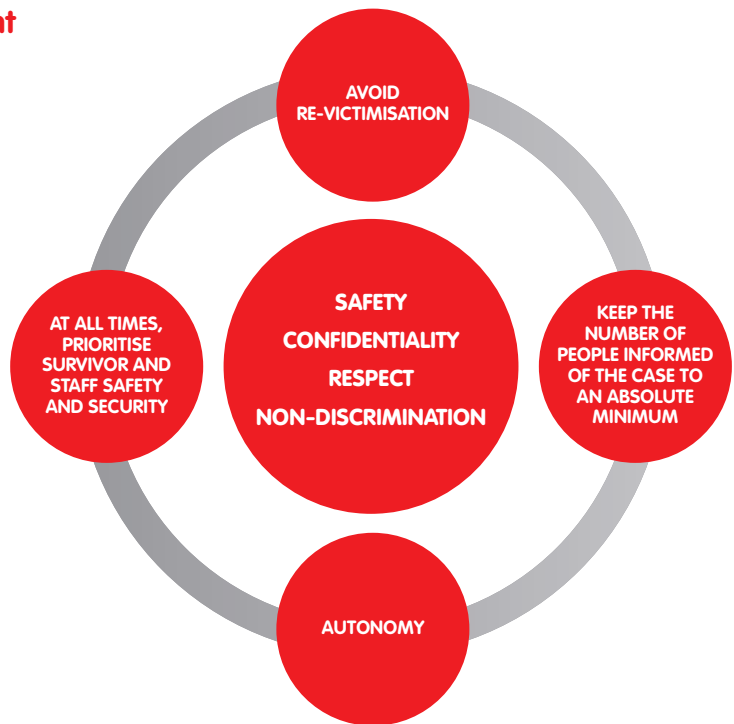 nt
AVOID
RE-VICTIMISATION
SAFETY
CONFIDENTIALITY
RESPECT
NON-DISCRIMINATION
AT ALL TIMES,
PRIORITISE
SURVIVOR AND
STAFF SAFETY
AND SECURITY
KEEP THE
NUMBER OF
PEOPLE INFORMED
OF THE CASE TO
AN ABSOLUTE
MINIMUM
AUTONOMY